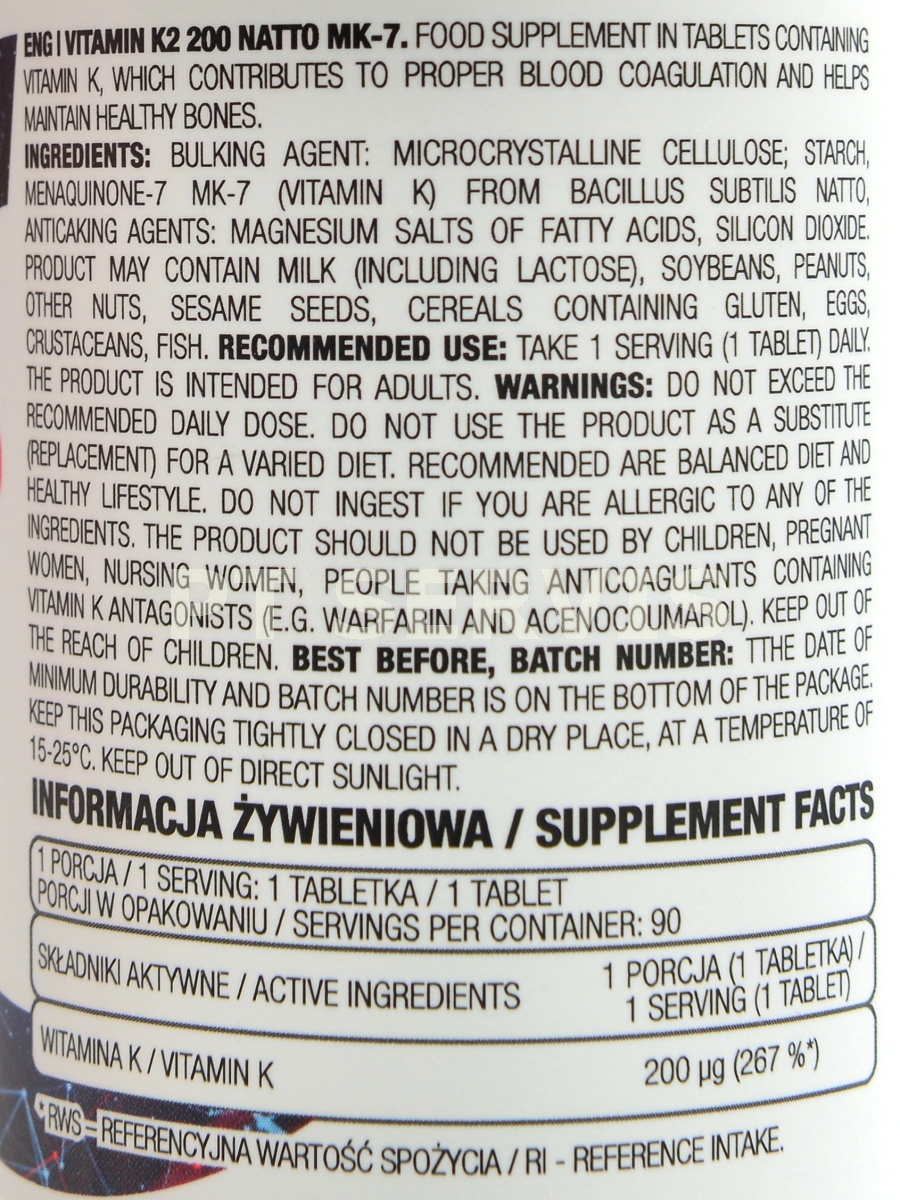 ENG | VITAMIN K2 200 NATTO MK-7. FOOD SUPPLEMENT IN TABLETS CONTAINING
VITAMIN K, WHICH CONTRIBUTES TO PROPER BLOOD COAGULATION AND HELPS
MAINTAIN HEALTHY BONES.
INGREDIENTS: BULKING AGENT: MICROCRYSTALLINE CELLULOSE; STARCH,
MENAQUINONE-7 MK-7 (VITAMIN K) FROM BACILLUS SUBTILIS NATTO,
ANTICAKING AGENTS: MAGNESIUM SALTS OF FATTY ACIDS, SILICON DIOXIDE.
PRODUCT MAY CONTAIN MILK (INCLUDING LACTOSE), SOYBEANS, PEANUTS,
OTHER NUTS, SESAME SEEDS, CEREALS CONTAINING GLUTEN, EGGS,
CRUSTACEANS, FISH. RECOMMENDED USE: TAKE 1 SERVING (1 TABLET) DAILY.
THE PRODUCT IS INTENDED FOR ADULTS. WARNINGS: DO NOT EXCEED THE
RECOMMENDED DAILY DOSE. DO NOT USE THE PRODUCT AS A SUBSTITUTE
(REPLACEMENT) FOR A VARIED DIET. RECOMMENDED ARE BALANCED DIET AND
HEALTHY LIFESTYLE. DO NOT INGEST IF YOU ARE ALLERGIC TO ANY OF THE
INGREDIENTS. THE PRODUCT SHOULD NOT BE USED BY CHILDREN, PREGNANT
WOMEN, NURSING WOMEN, PEOPLE TAKING ANTICOAGULANTS CONTAINING
VITAMIN K ANTAGONISTS (E.G. WARFARIN AND ACENOCOUMAROL). KEEP OUT OF
THE REACH OF CHILDREN. BEST BEFORE, BATCH NUMBER: TTHE DATE OF
MINIMUM DURABILITY AND BATCH NUMBER IS ON THE BOTTOM OF THE PACKAGE.
KEEP THIS PACKAGING TIGHTLY CLOSED IN A DRY PLACE, AT A TEMPERATURE OF
15-25°C. KEEP OUT OF DIRECT SUNLIGHT.
INFORMACJA ŻYWIENIOWA / SUPPLEMENT FACTS
1 PORCJA / 1 SERVING: 1 TABLETKA / 1 TABLET
PORCJI W OPAKOWANIU / SERVINGS PER CONTAINER: 90
SKŁADNIKI AKTYWNE / ACTIVE INGREDIENTS 1 PORCJA (1 TABLETKA) /
1 SERVING (1 TABLET)
WITAMINA K / VITAMIN K 200 µg (267 %*)
*RWS – REFERENCYJNA WARTOŚĆ SPOŻYCIA / RI - REFERENCE INTAKE.